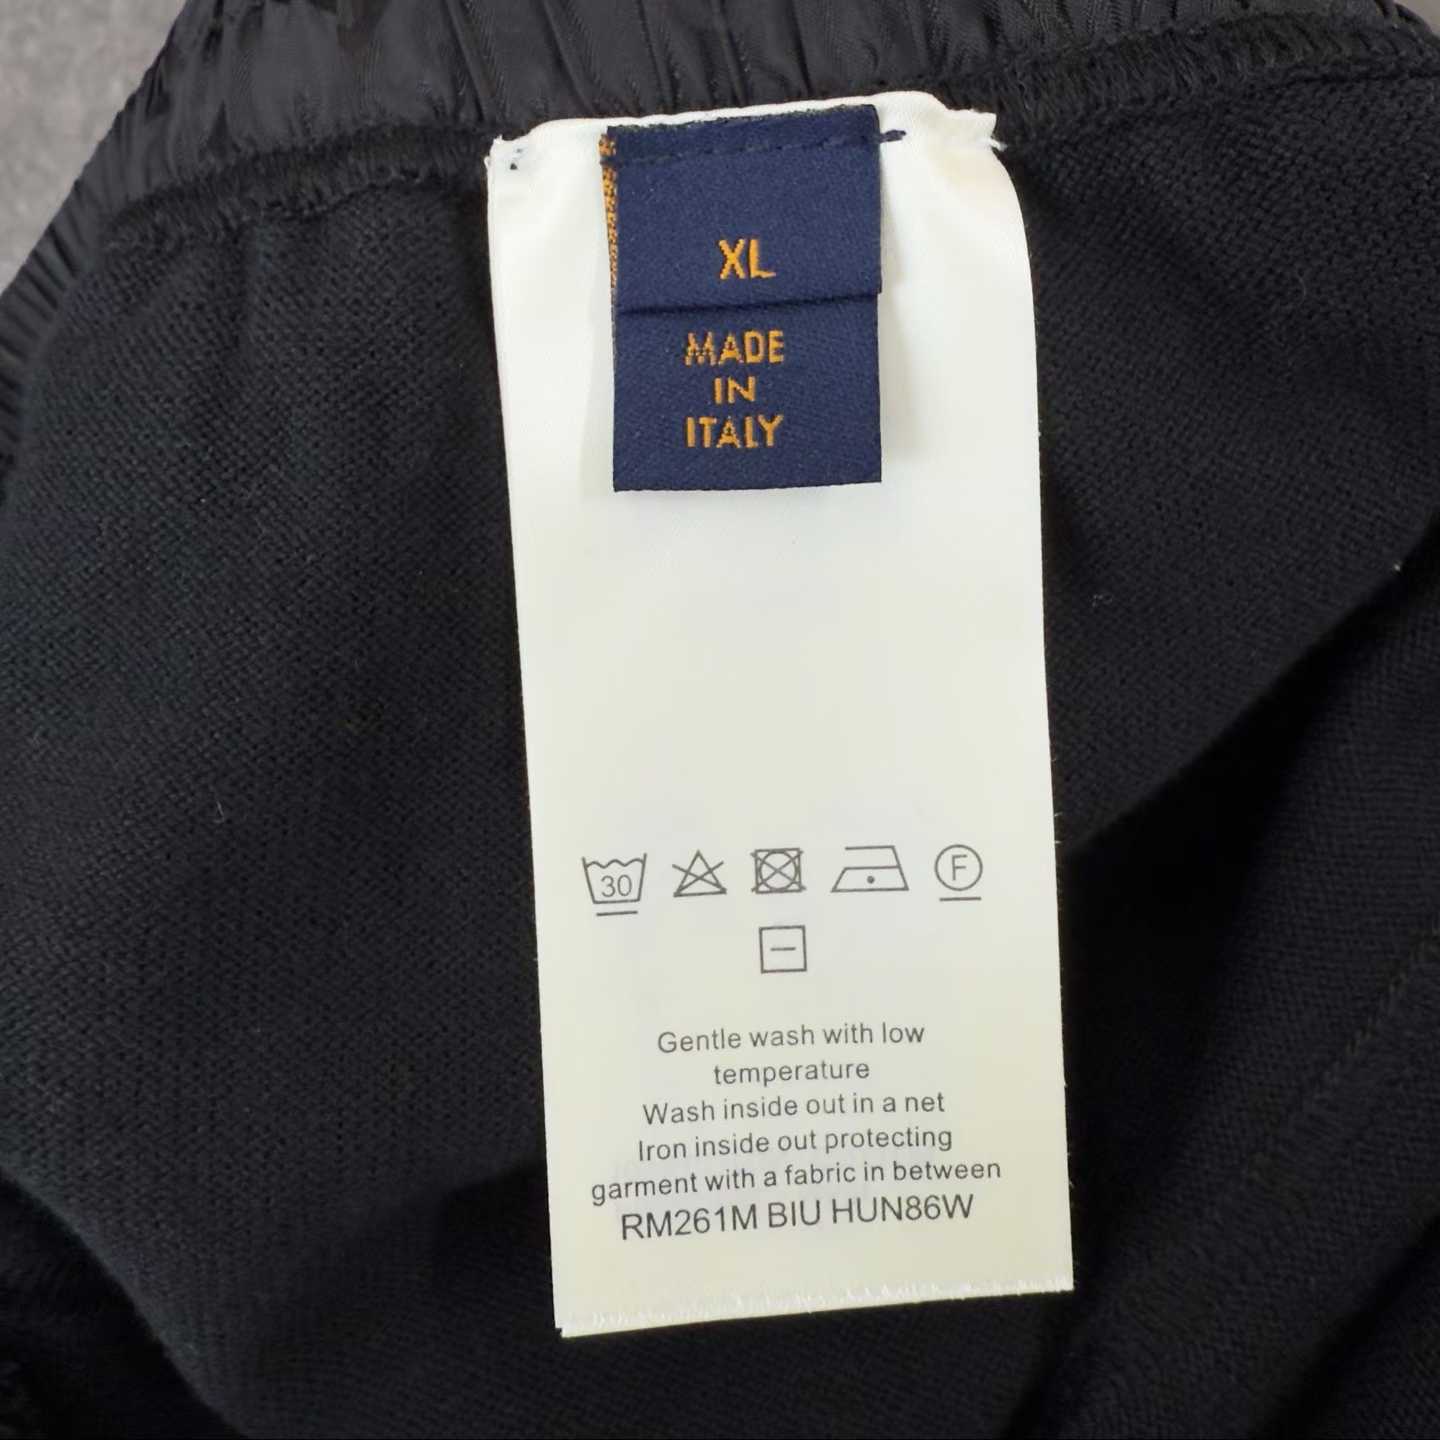 XL
MADE
IN
ITALY
30
F
Gentle wash with low
temperature
Wash inside out in a net
Iron inside out protecting
garment with a fabric in between
RM261M BIU HUN86W